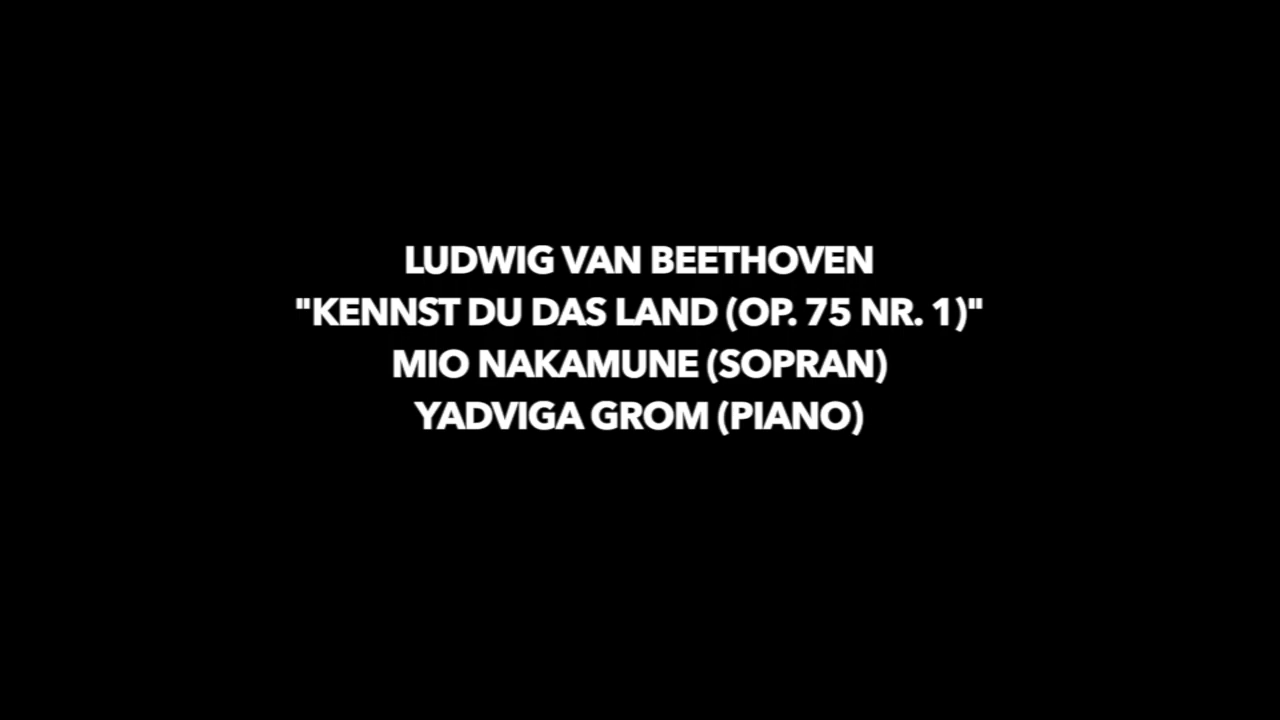 LUDWIG VAN BEETHOVEN
"KENNST DU DAS LAND (OP. 75 NR. 1)"
MIO NAKAMUNE (SOPRAN)
YADVIGA GROM (PIANO)